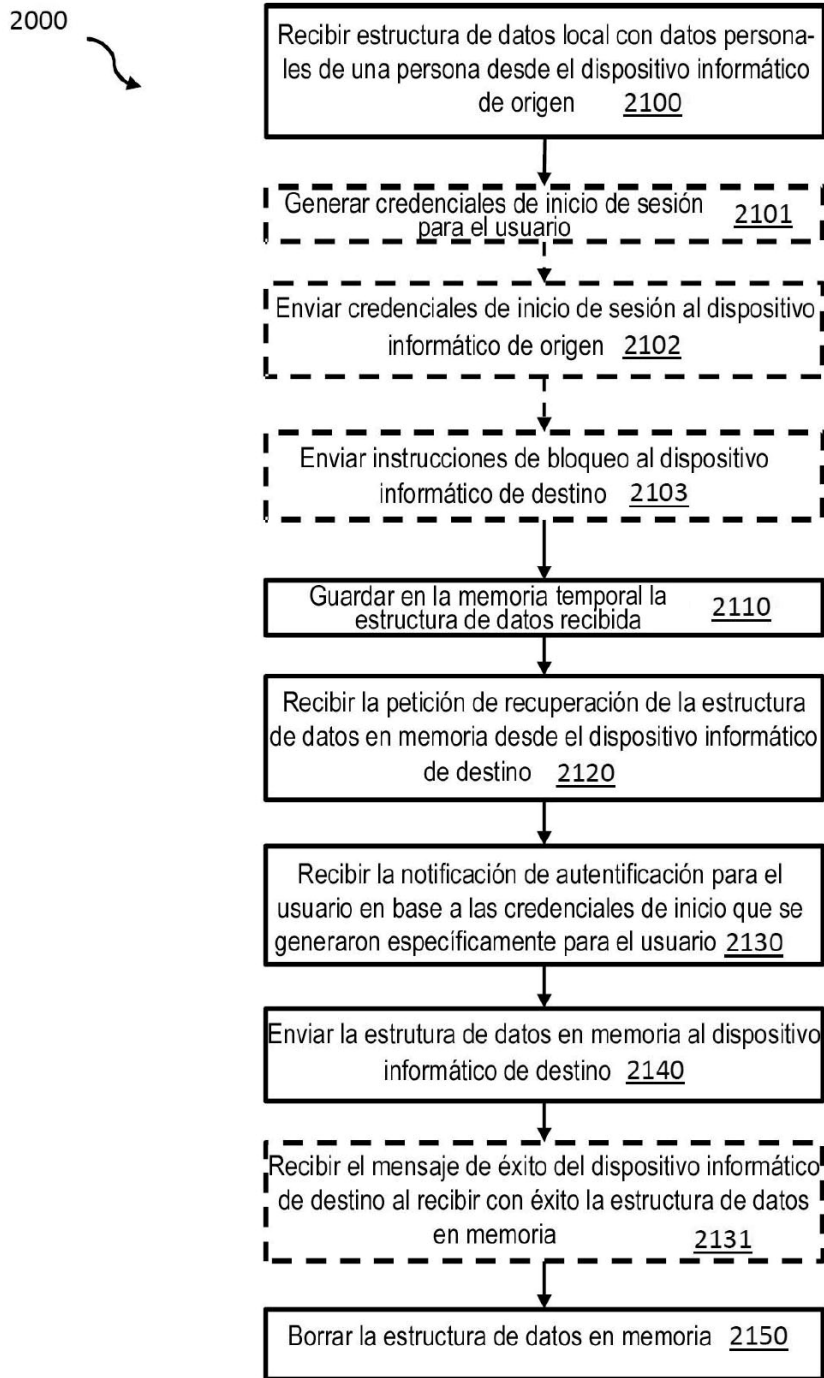 2000
Recibir estructura de datos local con datos persona-
les de una persona desde el dispositivo informático
de origen 2100
Generar credenciales de inicio de sesión
para el usuario 2101
Enviar credenciales de inicio de sesión al dispositivo
informático de origen 2102
Enviar instrucciones de bloqueo al dispositivo
informático de destino 2103
Guardar en la memoria temporal la
estructura de datos recibida 2110
Recibir la petición de recuperación de la estructura
de datos en memoria desde el dispositivo informático
de destino 2120
Recibir la notificación de autentificación para el
usuario en base a las credenciales de inicio que se
generaron específicamente para el usuario 2130
Enviar la estrutura de datos en memoria al dispositivo
informático de destino 2140
Recibir el mensaje de éxito del dispositivo informático
de destino al recibir con éxito la estructura de datos
en memoria 2131
Borrar la estructura de datos en memoria 2150